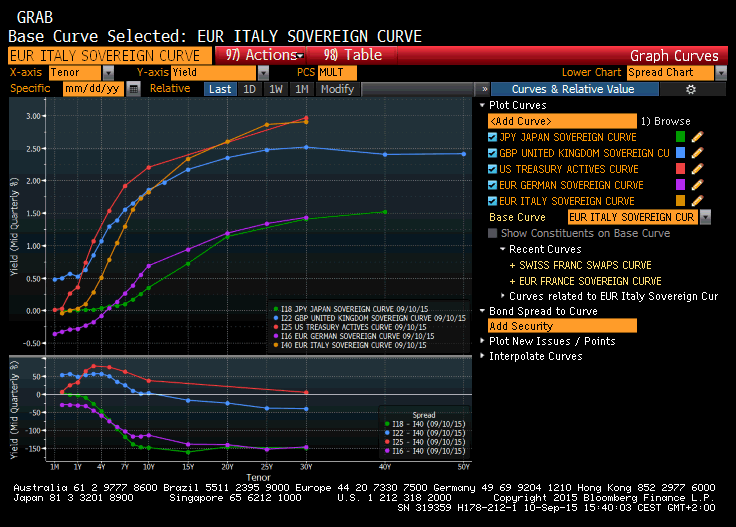 GRAB
Base Curve Selected: EUR ITALY SOVEREIGN CURVE
EUR ITALY SOVEREIGN CURVE 97) Actions 98) Table Graph Curves
X-axis Tenor Y-axis Yield PCS MULT Lower Chart Spread Chart
Specific mm/dd/yy Relative Last 1D 1W 1M Modify » Curves & Relative Value
Plot Curves
<Add Curve> 1) Browse
JPY JAPAN SOVEREIGN CURVE
GBP UNITED KINGDOM SOVEREIGN CU
US TREASURY ACTIVES CURVE
EUR GERMAN SOVEREIGN CURVE
EUR ITALY SOVEREIGN CURVE
Base Curve EUR ITALY SOVEREIGN CUR
Show Constituents on Base Curve
Recent Curves
+ SWISS FRANC SWAPS CURVE
+ EUR FRANCE SOVEREIGN CURVE
Curves related to EUR Italy Sovereign Cur
Bond Spread to Curve
Add Security
Plot New Issues / Points
Interpolate Curves
Yield (Mid Quarterly %)
3.00
2.50
2.00
1.50
1.00
0.50
0.00
-0.50
I18 JPY JAPAN SOVEREIGN CURVE 09/10/15
I22 GBP UNITED KINGDOM SOVEREIGN CURVE 09/10/15
I25 US TREASURY ACTIVES CURVE 09/10/15
I16 EUR GERMAN SOVEREIGN CURVE 09/10/15
I40 EUR ITALY SOVEREIGN CURVE 09/10/15
Yield (Mid Quarterly %)
50
0
-50
-100
-150
Spread
I18 - I40 (09/10/15)
I22 - I40 (09/10/15)
I25 - I40 (09/10/15)
I16 - I40 (09/10/15)
1M 1Y 4Y 7Y 10Y 15Y 20Y 25Y 30Y 40Y 50Y
Tenor
Australia 61 2 9777 8600 Brazil 5511 2395 9000 Europe 44 20 7330 7500 Germany 49 69 9204 1210 Hong Kong 852 2977 6000
Japan 81 3 3201 8900 Singapore 65 6212 1000 U.S. 1 212 318 2000 Copyright 2015 Bloomberg Finance L.P.
SN 319359 H178-212-1 10-Sep-15 15:40:03 CEST GMT+2:00